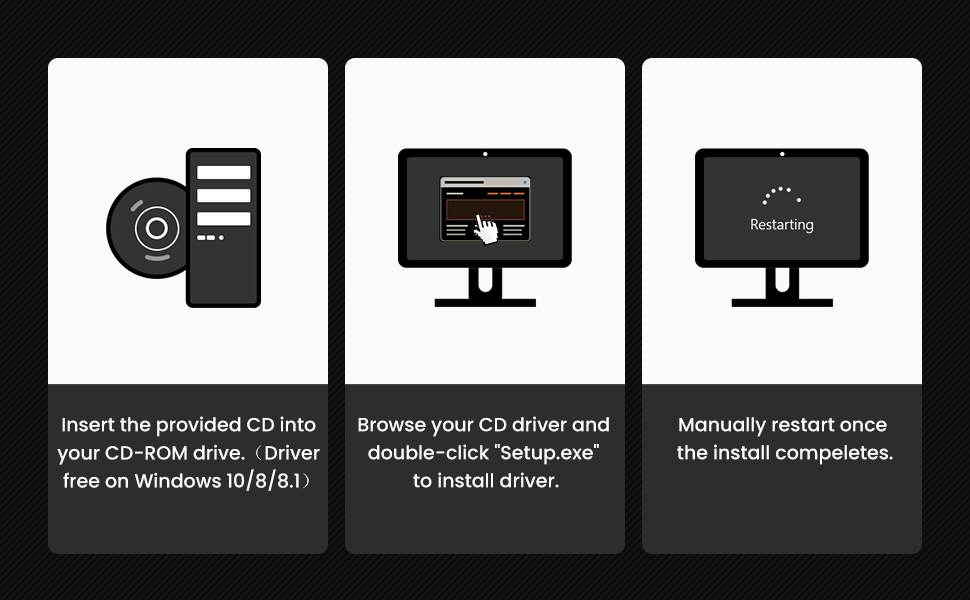 Insert the provided CD into
your CD-ROM drive.（Driver
free on Windows 10/8/8.1）
Browse your CD driver and
double-click "Setup.exe"
to install driver.
Restarting
Manually restart once
the install compeletes.